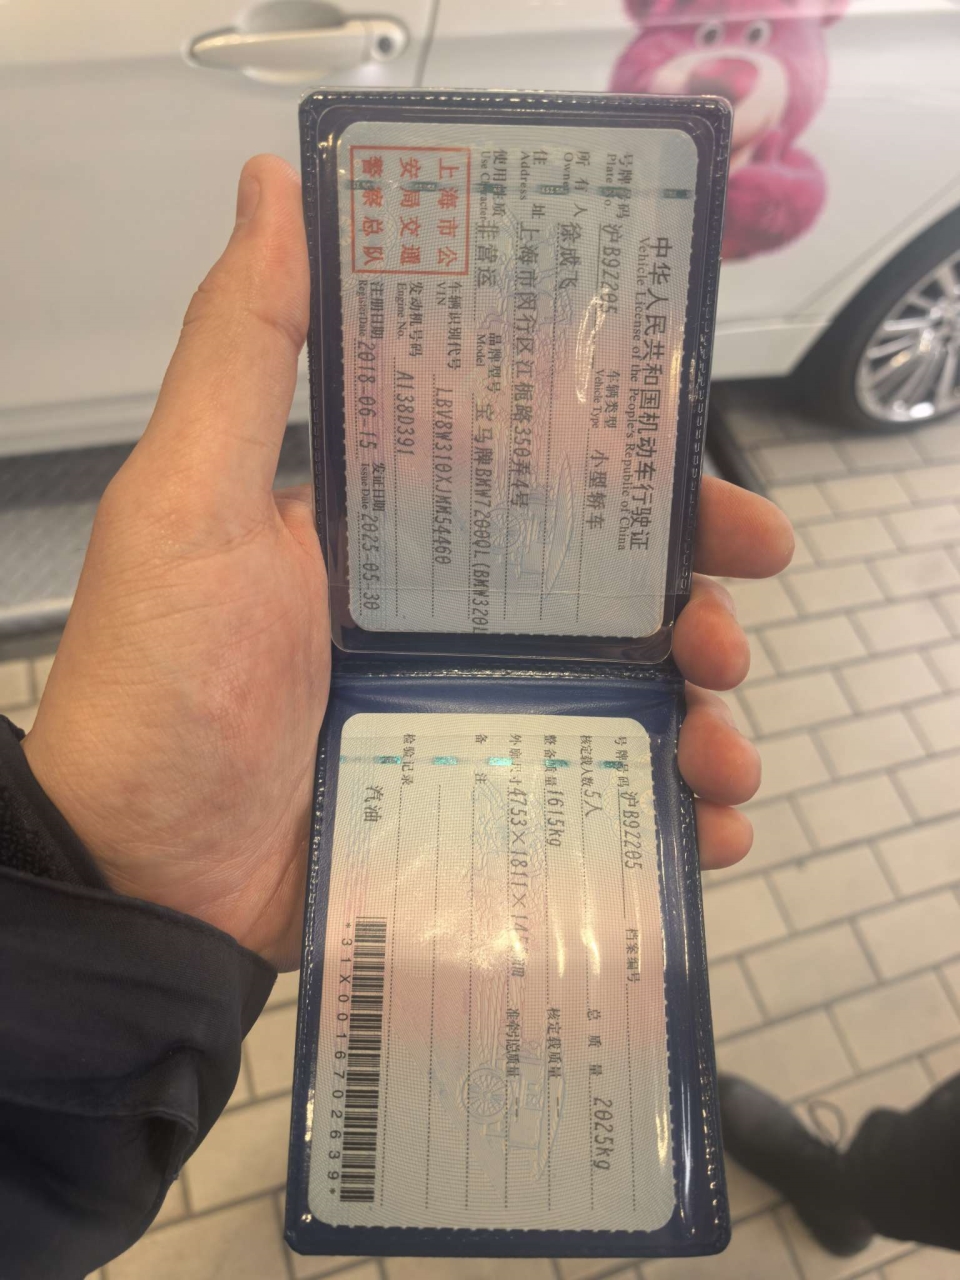 中华人民共和国机动车行驶证
Vehicle License of the People's Republic of China
号牌号码 沪B9Z205 车辆类型 小型轿车
Plate No. Vehicle Type
所有人 徐成飞
Owner
住址 上海市闵行区江栀路350弄4号
Address
使用性质 非营运 品牌型号 宝马牌BMW7200QL(BMW320L
Use Character Model
上海市公
安局交通
警察总队
车辆识别代号 LBV8W310XJMW54460
VIN
发动机号码 A138D391
Engine No.
注册日期 2018-06-15 发证日期 2025-05-30
Register Date Issue Date
号牌号码 沪B9Z205 档案编号
核定载人数 5人 总质量 2025kg
整备质量 1615kg 核定载质量 --
外廓尺寸 4753×1811× 准牵引总质量 --
备注
检验记录
汽油
*31X0016702639*